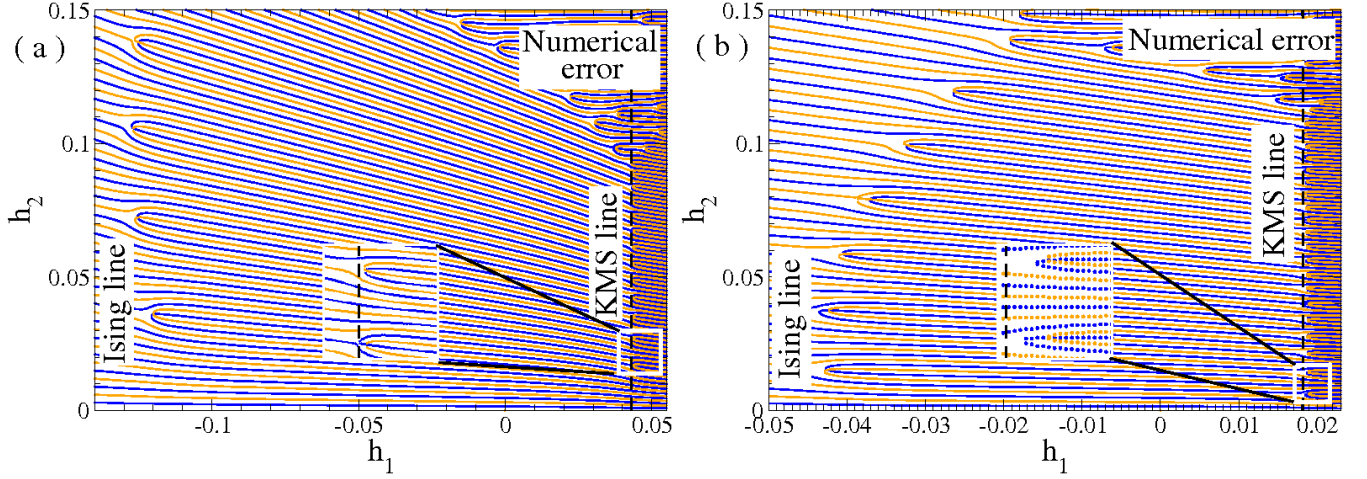 ( a )
0.15
0.1
0.05
0
h2
Numerical
error
KMS line
Ising line
-0.1
-0.05
0
0.05
h1
( b )
0.15
0.1
0.05
0
h2
Numerical error
KMS line
Ising line
-0.05
-0.04
-0.03
-0.02
-0.01
0
0.01
0.02
h1